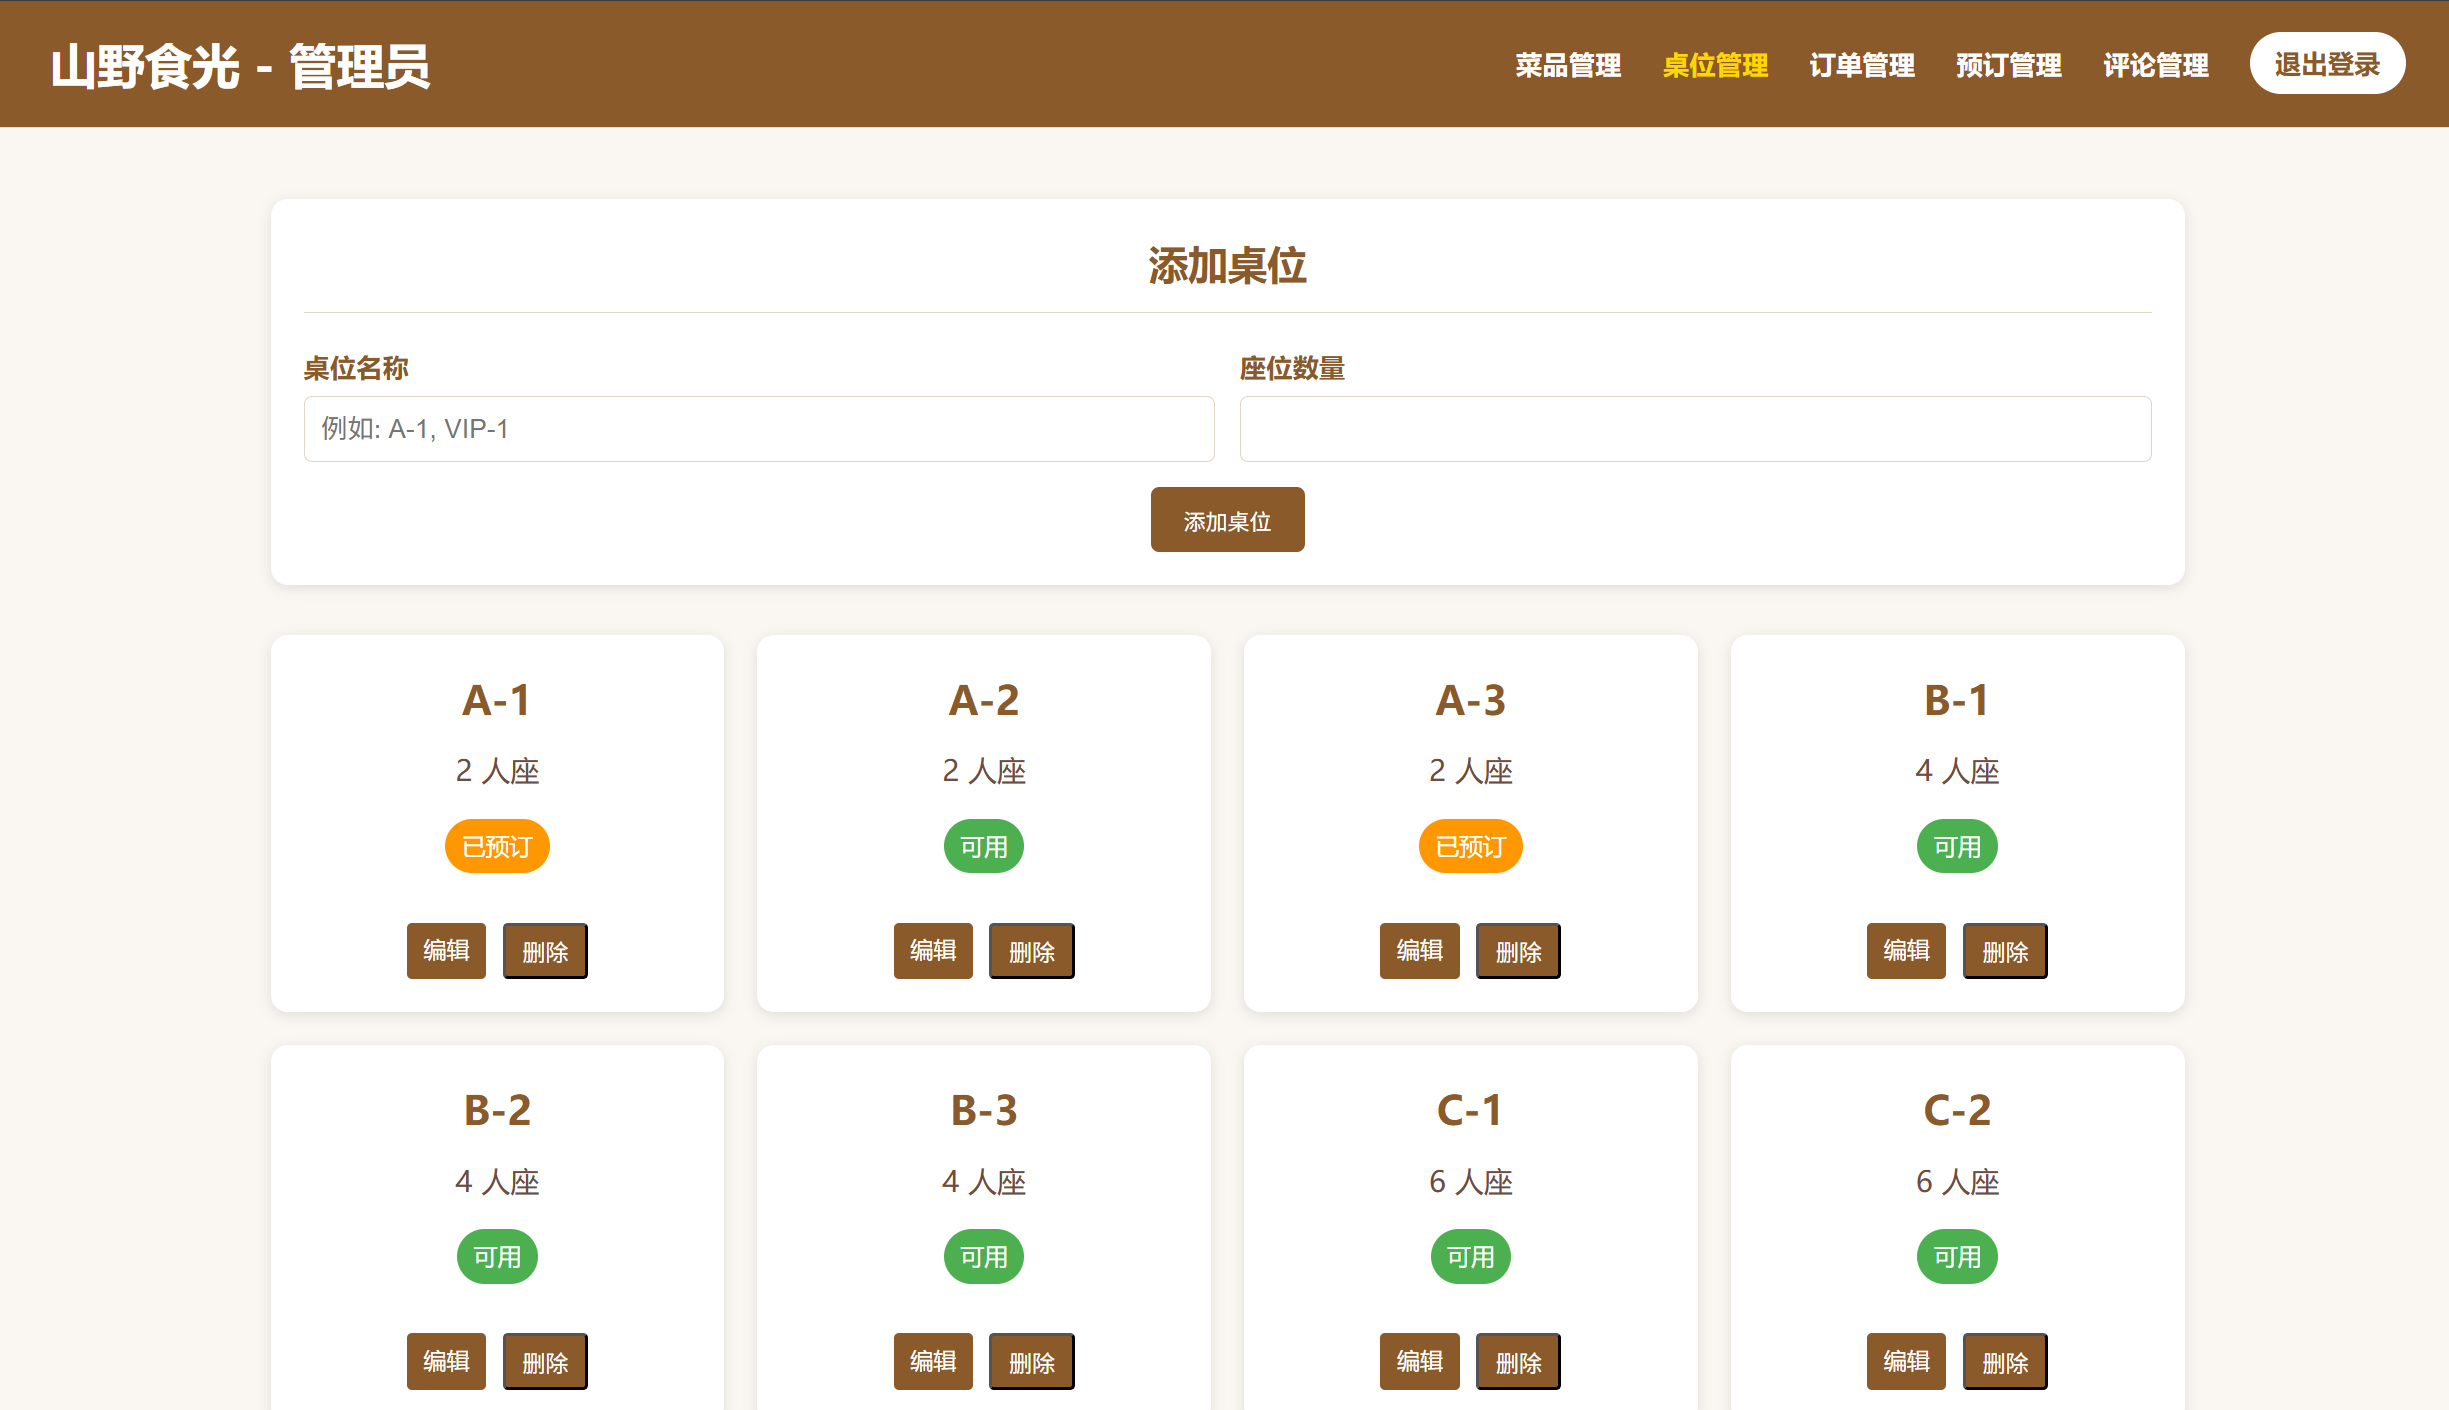 山野食光 - 管理员
菜品管理 桌位管理 订单管理 预订管理 评论管理 退出登录
添加桌位
桌位名称 座位数量
例如: A-1, VIP-1
添加桌位
A-1 A-2 A-3 B-1
2 人座 2 人座 2 人座 4 人座
已预订 可用 已预订 可用
编辑 删除 编辑 删除 编辑 删除 编辑 删除
B-2 B-3 C-1 C-2
4 人座 4 人座 6 人座 6 人座
可用 可用 可用 可用
编辑 删除 编辑 删除 编辑 删除 编辑 删除